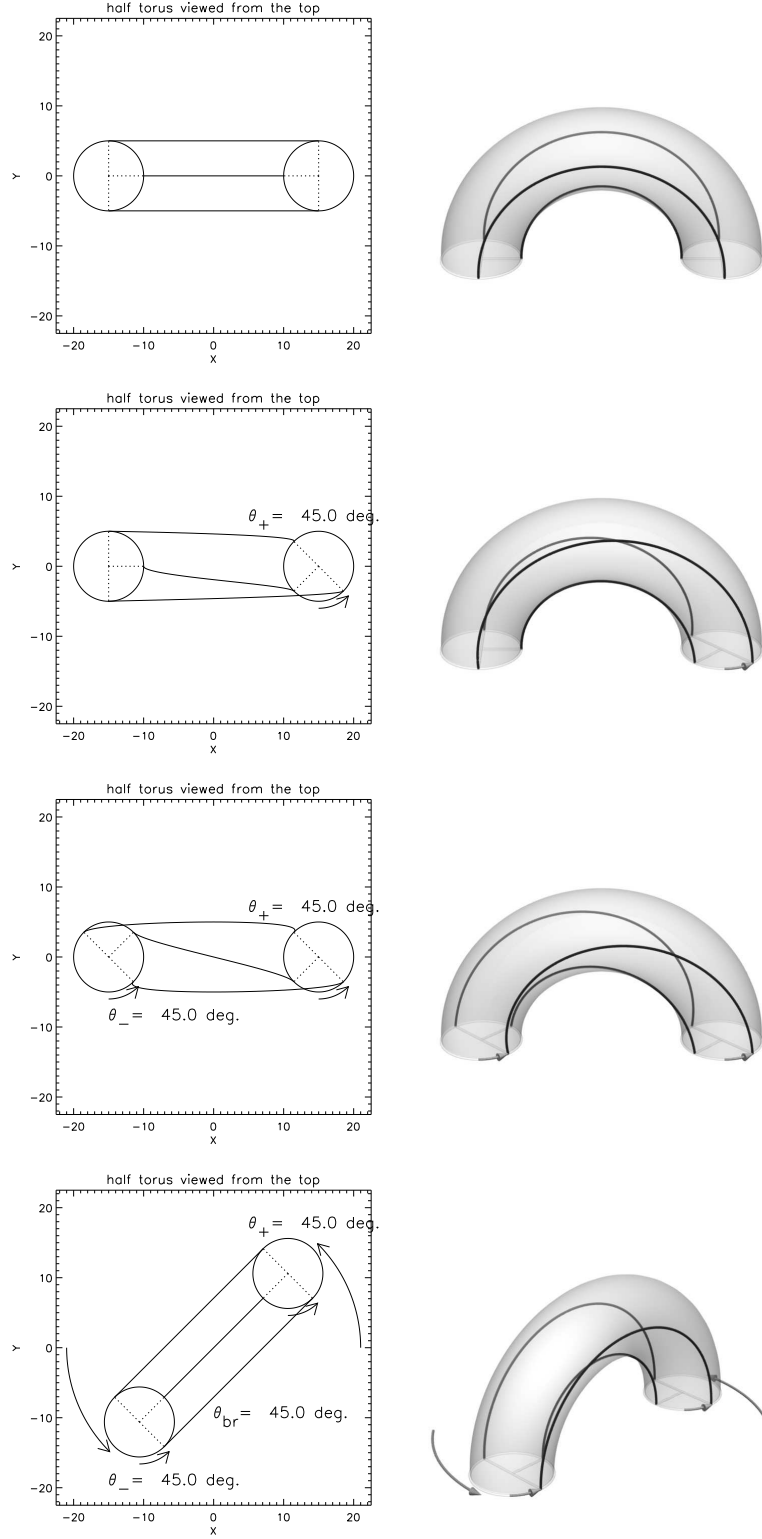 half torus viewed from the top
20
10
0
−10
−20
Y
−20 −10 0 10 20
X
half torus viewed from the top
20
10
θ+= 45.0 deg.
0
−10
−20
Y
−20 −10 0 10 20
X
half torus viewed from the top
20
10
θ+= 45.0 deg.
0
θ−= 45.0 deg.
−10
−20
Y
−20 −10 0 10 20
X
half torus viewed from the top
20
θ+= 45.0 deg.
10
0
θbr= 45.0 deg.
−10
θ−= 45.0 deg.
−20
Y
−20 −10 0 10 20
X